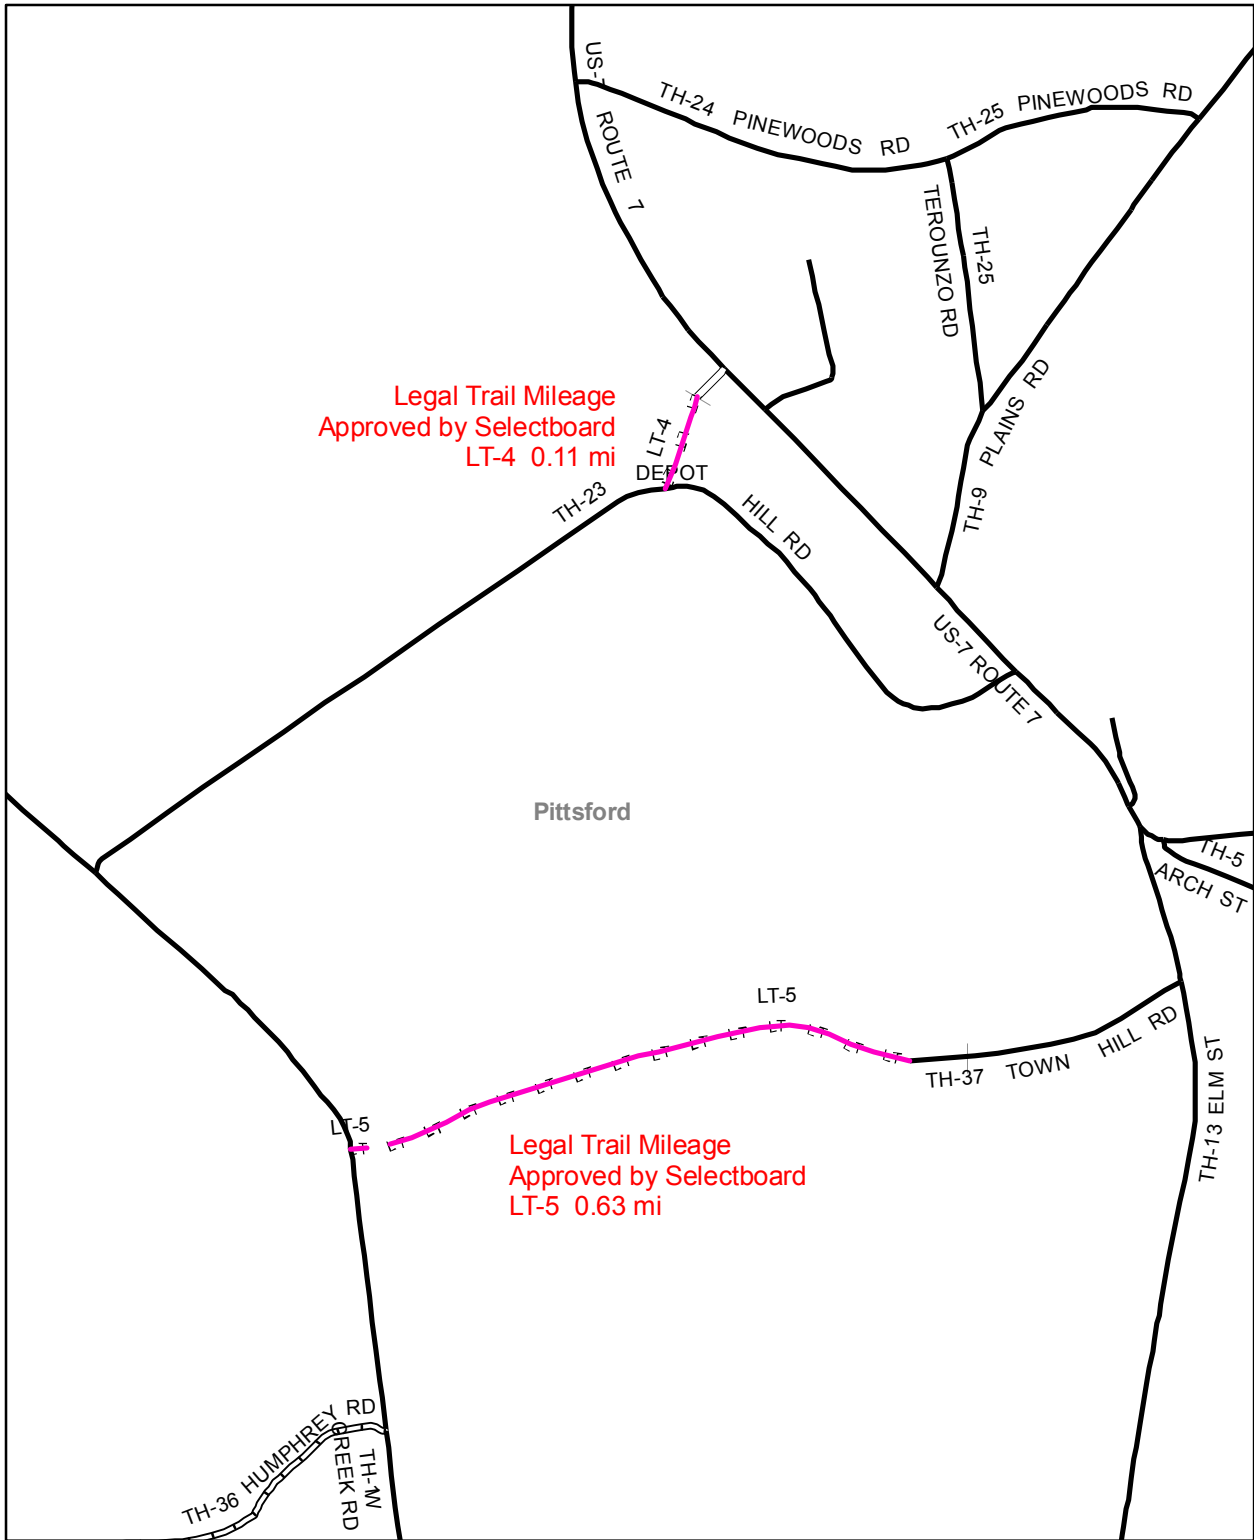 US-7
ROUTE 7
TH-24 PINEWOODS RD
TH-25 PINEWOODS RD
TEROUNZO RD
TH-25
TH-9 PLAINS RD
Legal Trail Mileage
Approved by Selectboard
LT-4 0.11 mi
LT-4
TH-23
DEPOT
HILL RD
US-7 ROUTE 7
Pittsford
TH-5
ARCH ST
LT-5
TH-37 TOWN HILL RD
TH-13 ELM ST
LT-5
Legal Trail Mileage
Approved by Selectboard
LT-5 0.63 mi
TH-36 HUMPHREY RD
TH-1W
CREEK RD